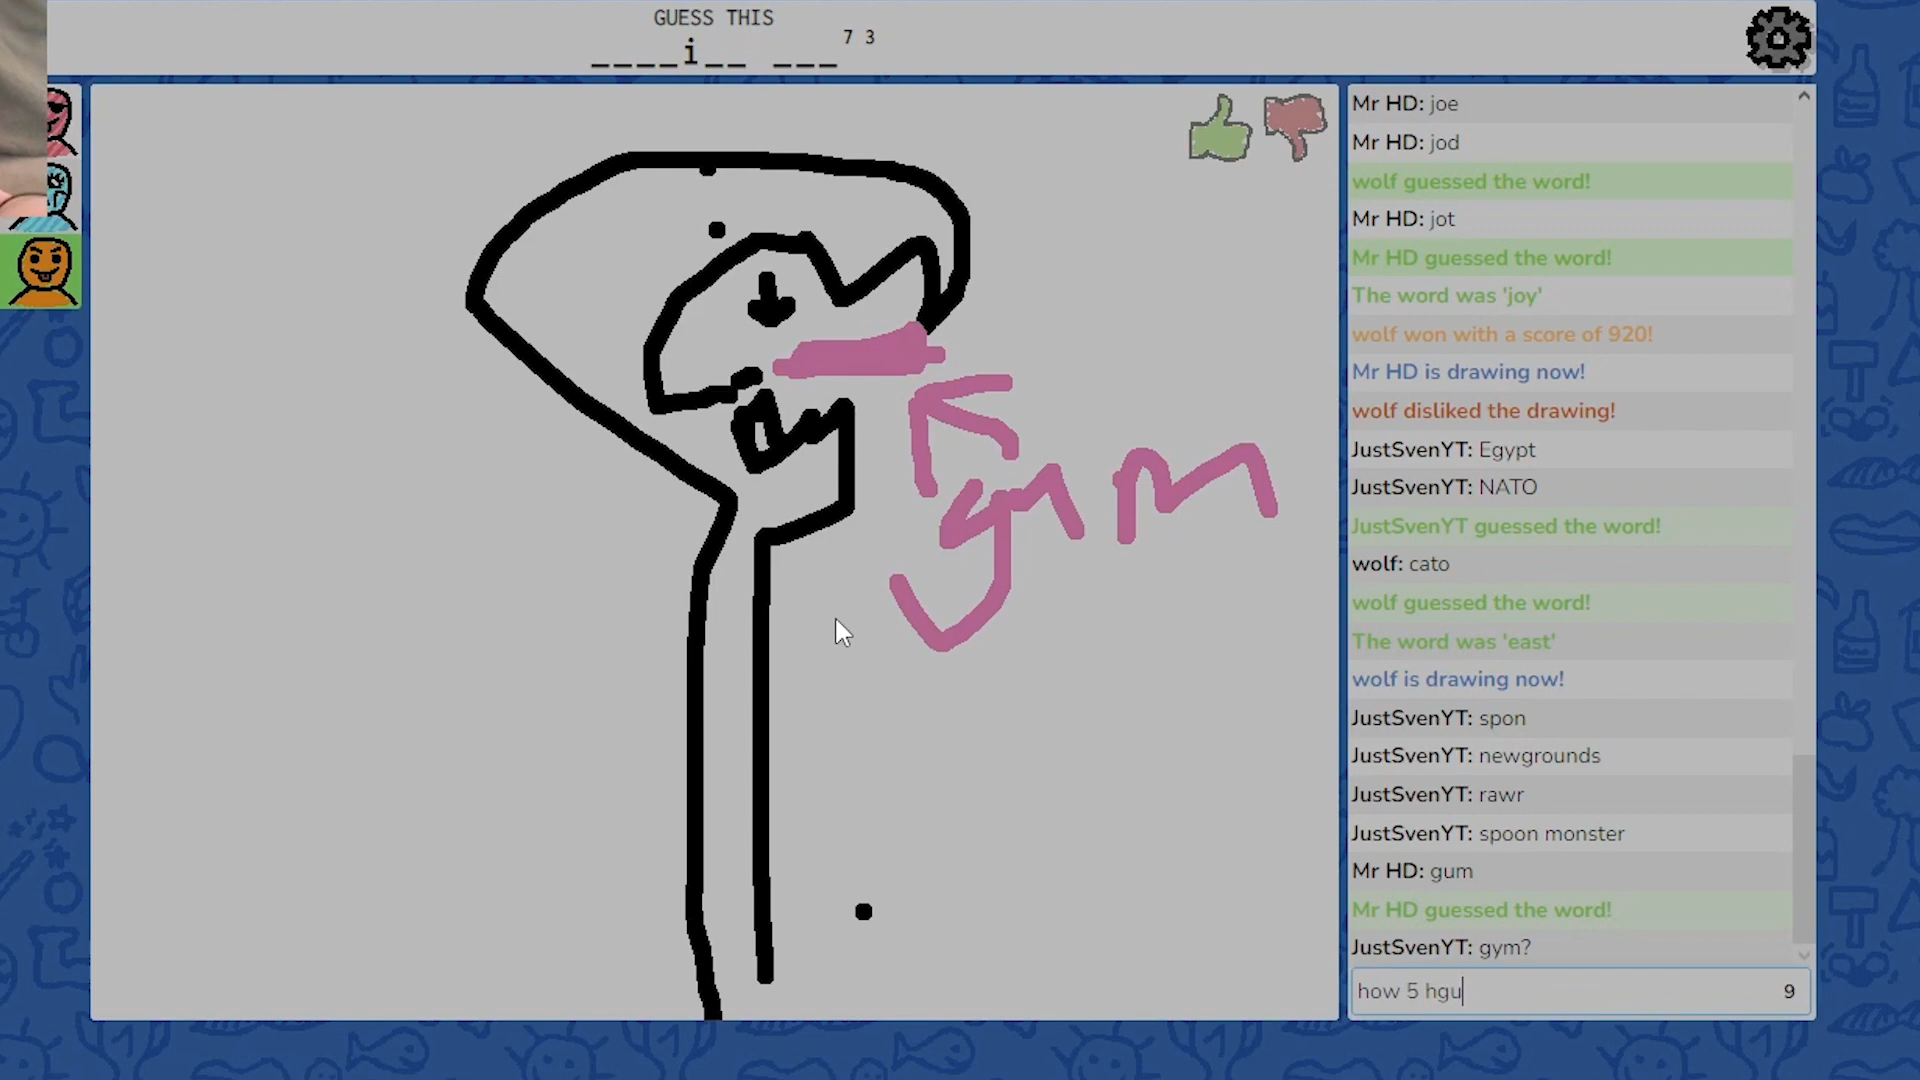 GUESS THIS
____i__ ___ 7 3
gum
Mr HD: joe
Mr HD: jod
wolf guessed the word!
Mr HD: jot
Mr HD guessed the word!
The word was 'joy'
wolf won with a score of 920!
Mr HD is drawing now!
wolf disliked the drawing!
JustSvenYT: Egypt
JustSvenYT: NATO
JustSvenYT guessed the word!
wolf: cato
wolf guessed the word!
The word was 'east'
wolf is drawing now!
JustSvenYT: spon
JustSvenYT: newgrounds
JustSvenYT: rawr
JustSvenYT: spoon monster
Mr HD: gum
Mr HD guessed the word!
JustSvenYT: gym?
how 5 hgu 9